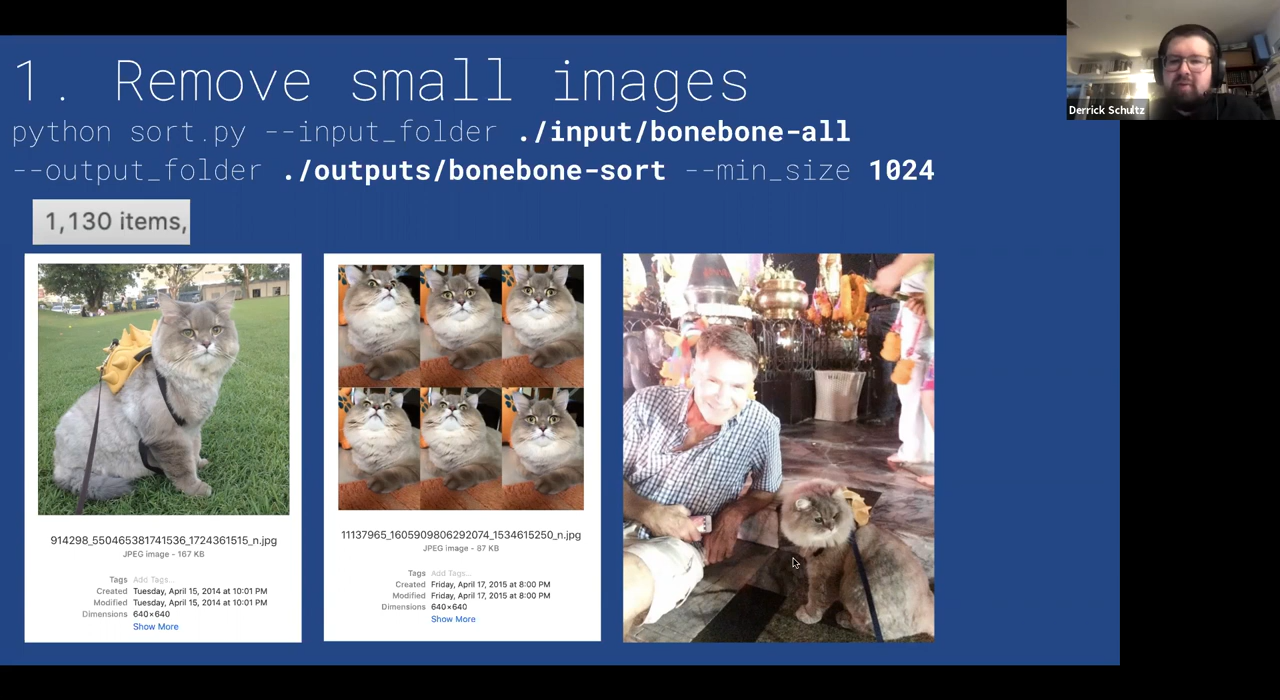 1. Remove small images
python sort.py --input_folder ./input/bonebone-all
--output_folder ./outputs/bonebone-sort --min_size 1024
1,130 items,
914298_550465381741536_1724361515_n.jpg
JPEG image - 167 KB
Tags Add Tags...
Created Tuesday, April 15, 2014 at 10:01 PM
Modified Tuesday, April 15, 2014 at 10:01 PM
Dimensions 640×640
Show More
11137965_1605909806292074_1534615250_n.jpg
JPEG image - 87 KB
Tags Add Tags...
Created Friday, April 17, 2015 at 8:00 PM
Modified Friday, April 17, 2015 at 8:00 PM
Dimensions 640×640
Show More
Derrick Schultz